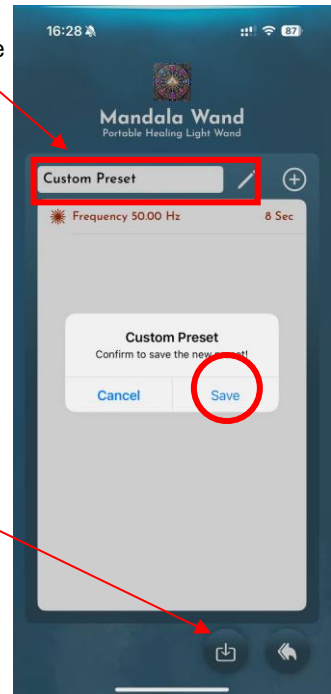 16:28
87
e
Mandala Wand
Portable Healing Light Wand
Custom Preset
Frequency 50.00 Hz 8 Sec
Custom Preset
Confirm to save the new preset!
Cancel Save